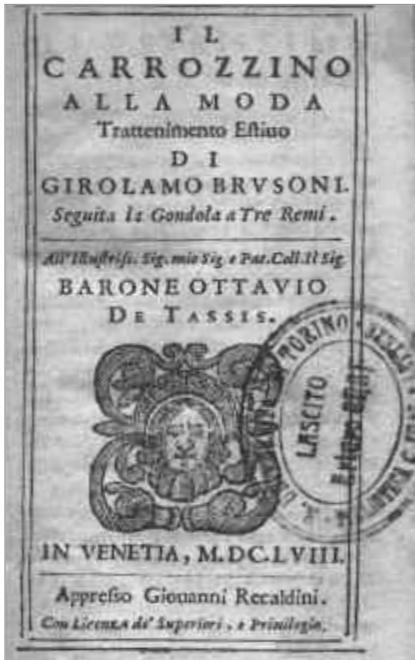 IL
CARROZZINO
ALLA MODA
Trattenimento Eſtiuo
DI
GIROLAMO BRVSONI.
Seguita la Gondola a Tre Remi.
All'Illuſtriſs. Sig. mio Sig. e Pat. Coll. Il Sig.
BARONE OTTAVIO
DE TASSIS.
TORINO
LASCITO
IN VENETIA, M.DC.LVIII.
Appreſſo Giouanni Recaldini.
Con Licenza de' Superiori, e Priuilegio.